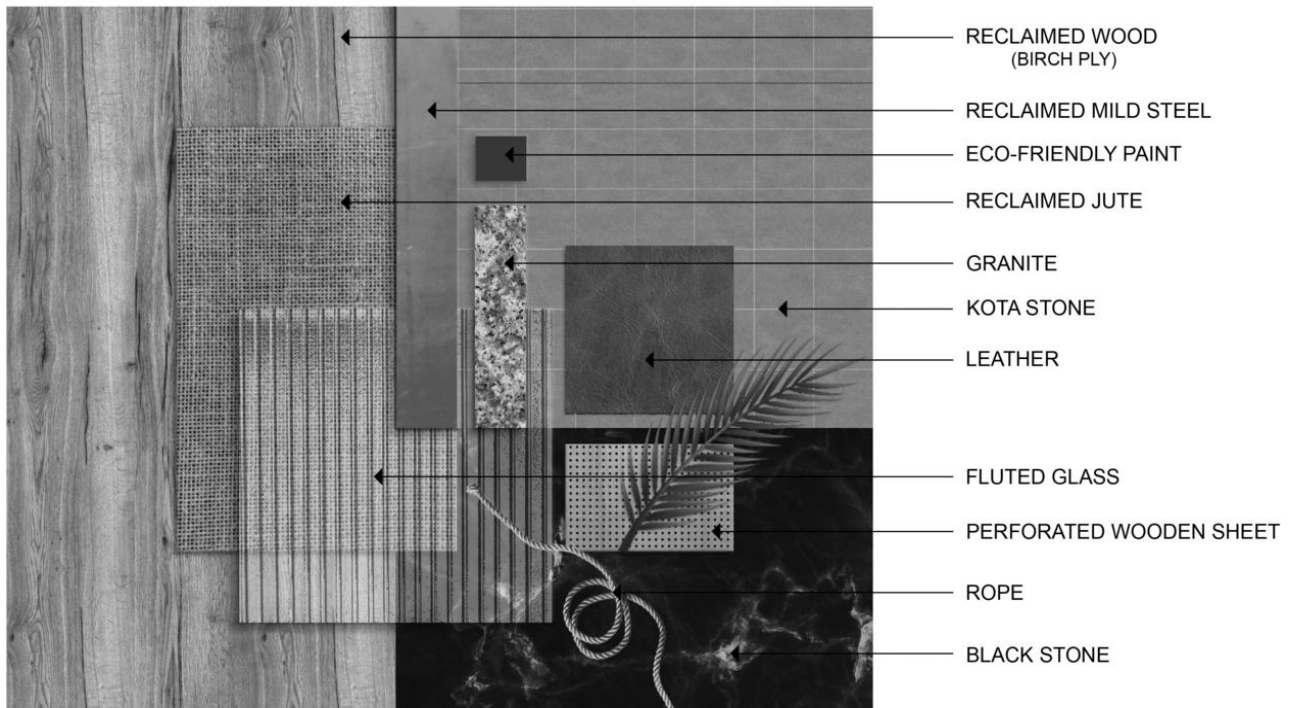 RECLAIMED WOOD
(BIRCH PLY)
RECLAIMED MILD STEEL
ECO-FRIENDLY PAINT
RECLAIMED JUTE
GRANITE
KOTA STONE
LEATHER
FLUTED GLASS
PERFORATED WOODEN SHEET
ROPE
BLACK STONE